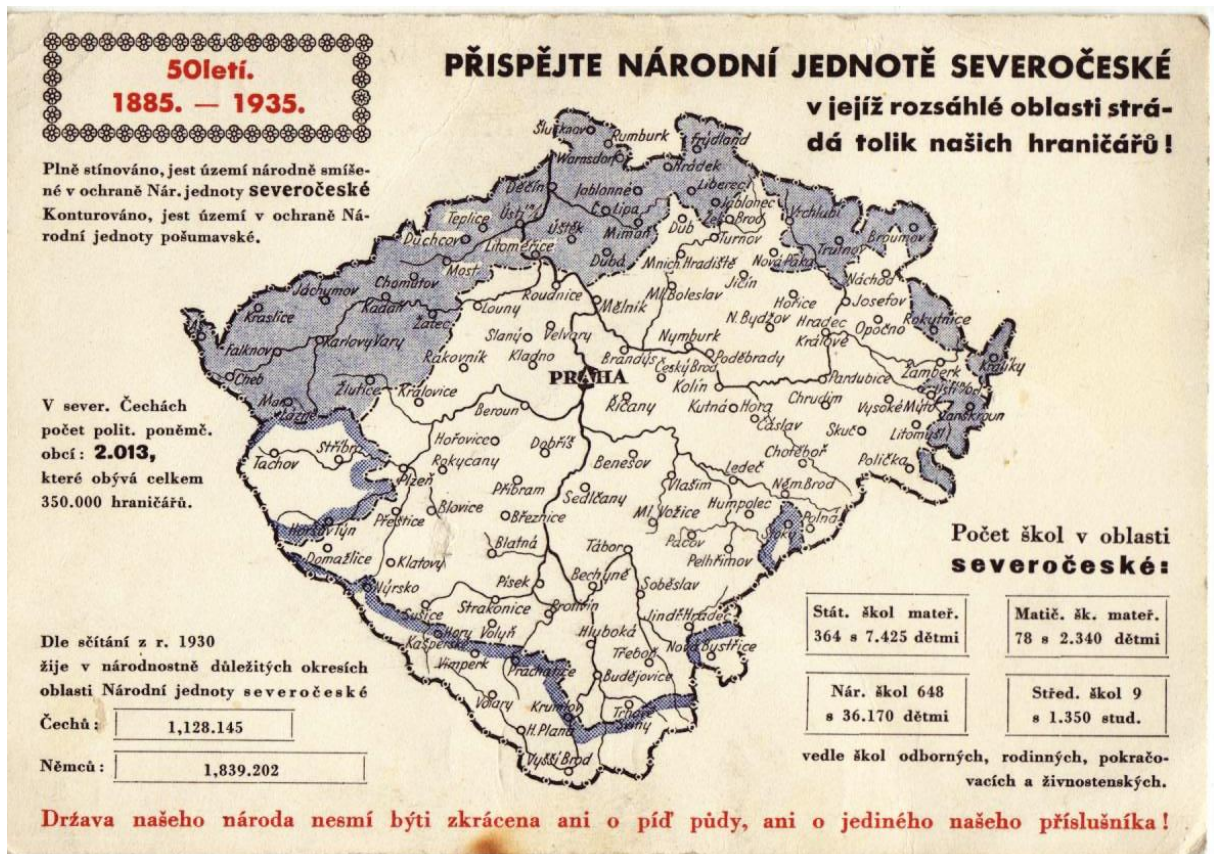 50letí.
1885. — 1935.
PŘISPĚJTE NÁRODNÍ JEDNOTĚ SEVEROČESKÉ
v jejíž rozsáhlé oblasti strá-
dá tolik našich hraničářů!
Plně stínováno, jest území národně smíše-
né v ochraně Nár. jednoty severočeské
Konturováno, jest území v ochraně Ná-
rodní jednoty pošumavské.
Šluknov
Rumburk
Frýdland
Warnsdorf
Hrádek
Děčín
Jablonné
Liberec
Teplice
Ústí n/L
Č. Lipa
Jablonec
Úštěk
Mimaň
Dub
Žel. Brod
Vrchlabí
Duchcov
Litoměřice
Turnov
Trutnov
Broumov
Most
Dubá
Mnich. Hradiště
Nová Paka
Náchod
Jáchymov
Chomutov
Roudnice
Ml. Boleslav
Jičín
Kraslice
Kadaň
Žatec
Louny
Mělník
Hořice
Josefov
Slaný
Velvary
N. Bydžov
Hradec
Králové
Opočno
Rokytnice
Falknov
Karlovy Vary
Rakovník
Kladno
Brandýs
Nymburk
Poděbrady
Králíky
Cheb
Žlutice
Královice
PRAHA
Český Brod
Kolín
Pardubice
Žamberk
Mar.
Lázně
Beroun
Říčany
Kutná Hora
Chrudim
Vysoké Mýto
Lanškroun
Čáslav
Skuč
Litomyšl
V sever. Čechách
počet polit. poněmč.
obcí: 2.013,
které obývá celkem
350.000 hraničářů.
Tachov
Stříbro
Hořovice
Dobříš
Chotěboř
Polička
Plzeň
Rokycany
Benešov
Ledeč
Příbram
Sedlčany
Vlašim
Něm. Brod
Přeštice
Blovice
Březnice
Ml. Vožice
Humpolec
Polná
Horšův Týn
Stoky
Domažlice
Klatovy
Blatná
Tábor
Pacov
Pelhřimov
Nýrsko
Písek
Bechyně
Soběslav
Sušice
Strakonice
Jindř. Hradec
Kašpersk. Hory
Volyň
Hluboká
Nová Bystřice
Vimperk
Prachatice
Třeboň
Budějovice
Volary
Krumlov
Trhové
Sviny
H. Planá
Vyšší Brod
Počet škol v oblasti
severočeské:
Stát. škol mateř.
364 s 7.425 dětmi
Matič. šk. mateř.
78 s 2.340 dětmi
Nár. škol 648
s 36.170 dětmi
Střed. škol 9
s 1.350 stud.
vedle škol odborných, rodinných, pokračo-
vacích a živnostenských.
Dle sčítání z r. 1930
žije v národnostně důležitých okresích
oblasti Národní jednoty severočeské
Čechů: 1,128.145
Němců: 1,839.202
Država našeho národa nesmí býti zkrácena ani o píď půdy, ani o jediného našeho příslušníka!